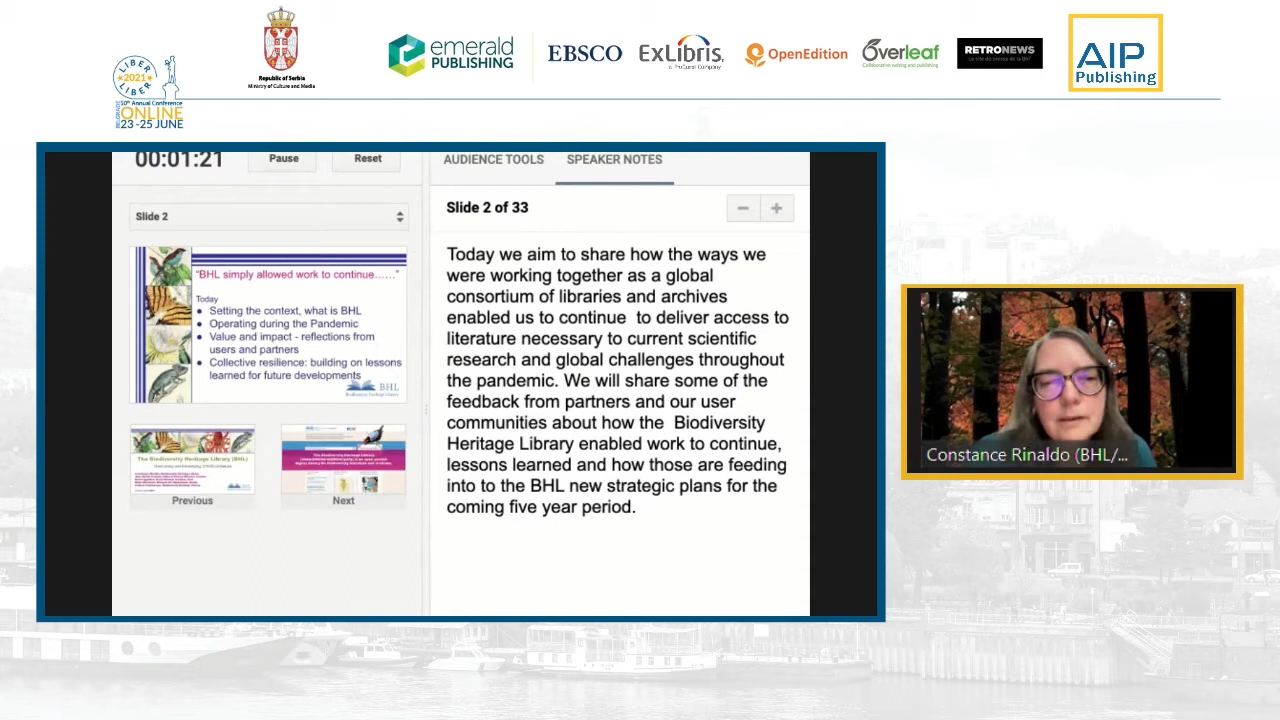 LIBER
2021
LIBER
50th Annual Conference
BELGRADE
ONLINE
23 -25 JUNE
Republic of Serbia
Ministry of Culture and Media
emerald
PUBLISHING
EBSCO
ExLibris
a ProQuest Company
OpenEdition
Overleaf
Collaborative writing and publishing
RETRONEWS
Le site de presse de la BnF
AIP
Publishing
00:01:21
Pause
Reset
AUDIENCE TOOLS
SPEAKER NOTES
Slide 2
Slide 2 of 33
"BHL simply allowed work to continue......"
Today
• Setting the context, what is BHL
• Operating during the Pandemic
• Value and impact - reflections from
users and partners
• Collective resilience: building on lessons
learned for future developments
BHL
Biodiversity Heritage Library
The Biodiversity Heritage Library (BHL)
Previous
The Biodiversity Heritage Library
Next
Today we aim to share how the ways we
were working together as a global
consortium of libraries and archives
enabled us to continue  to deliver access to
literature necessary to current scientific
research and global challenges throughout
the pandemic. We will share some of the
feedback from partners and our user
communities about how the  Biodiversity
Heritage Library enabled work to continue,
lessons learned and how those are feeding
into to the BHL new strategic plans for the
coming five year period.
Constance Rinaldo (BHL/...